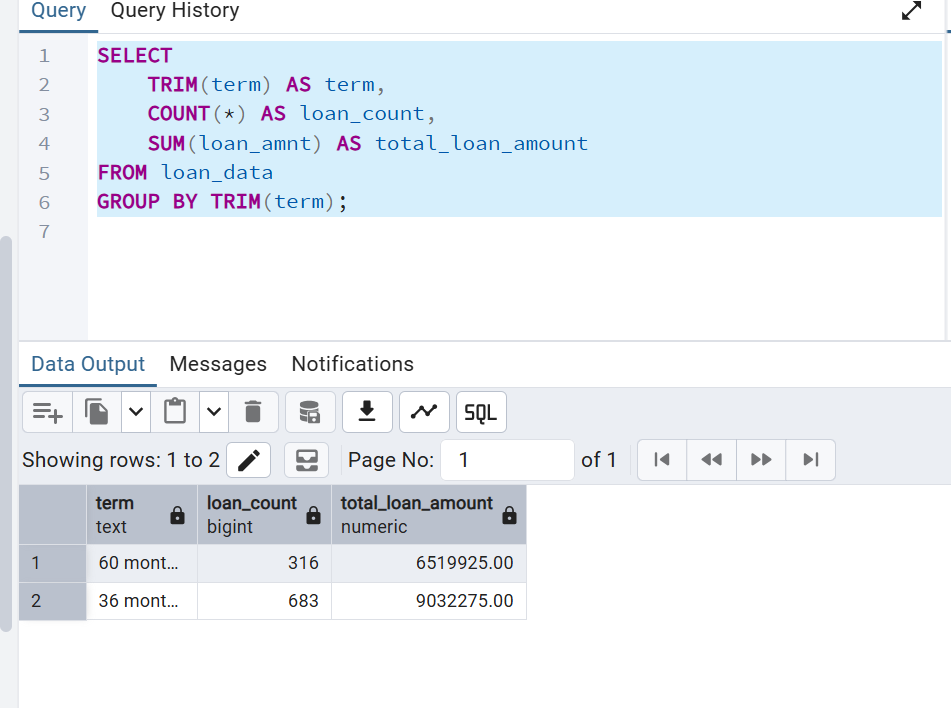 Query Query History
1 SELECT
2 TRIM(term) AS term,
3 COUNT(*) AS loan_count,
4 SUM(loan_amnt) AS total_loan_amount
5 FROM loan_data
6 GROUP BY TRIM(term);
7
Data Output Messages Notifications
SQL
Showing rows: 1 to 2 Page No: 1 of 1
term loan_count total_loan_amount
text bigint numeric
1 60 mont... 316 6519925.00
2 36 mont... 683 9032275.00